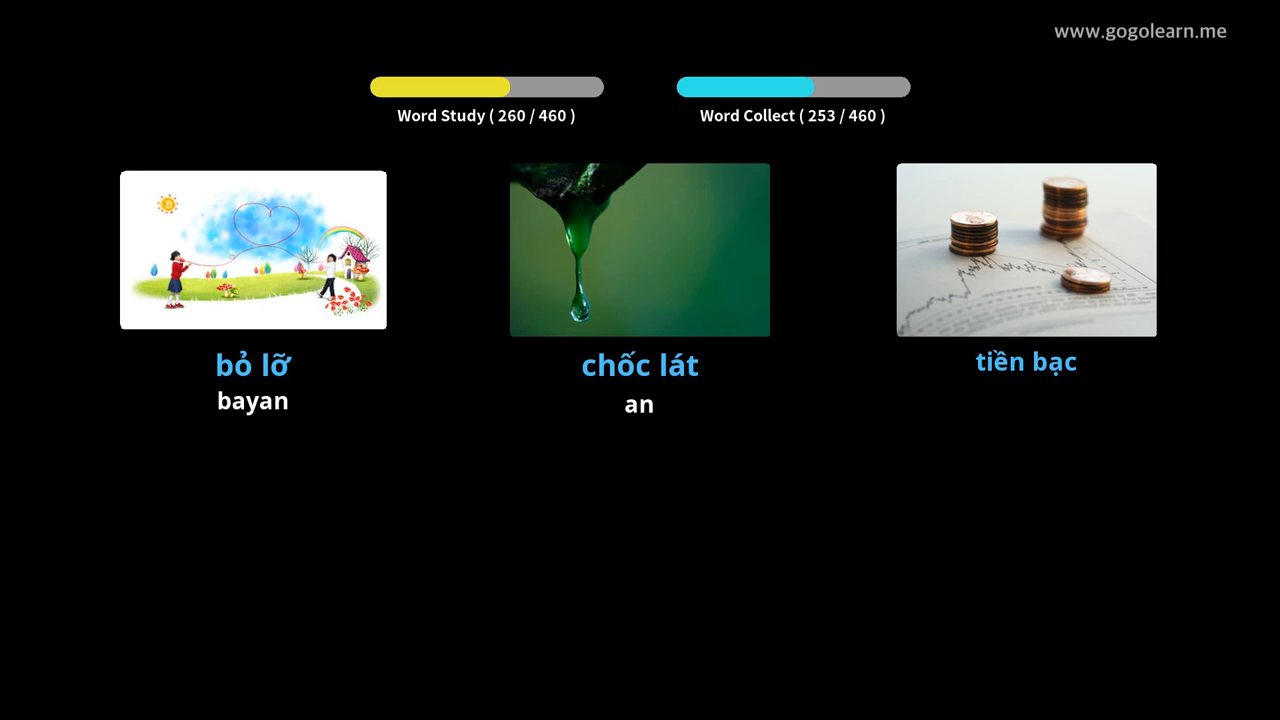 www.gogolearn.me
Word Study ( 260 / 460 )
Word Collect ( 253 / 460 )
bỏ lỡ
bayan
chốc lát
an
tiền bạc